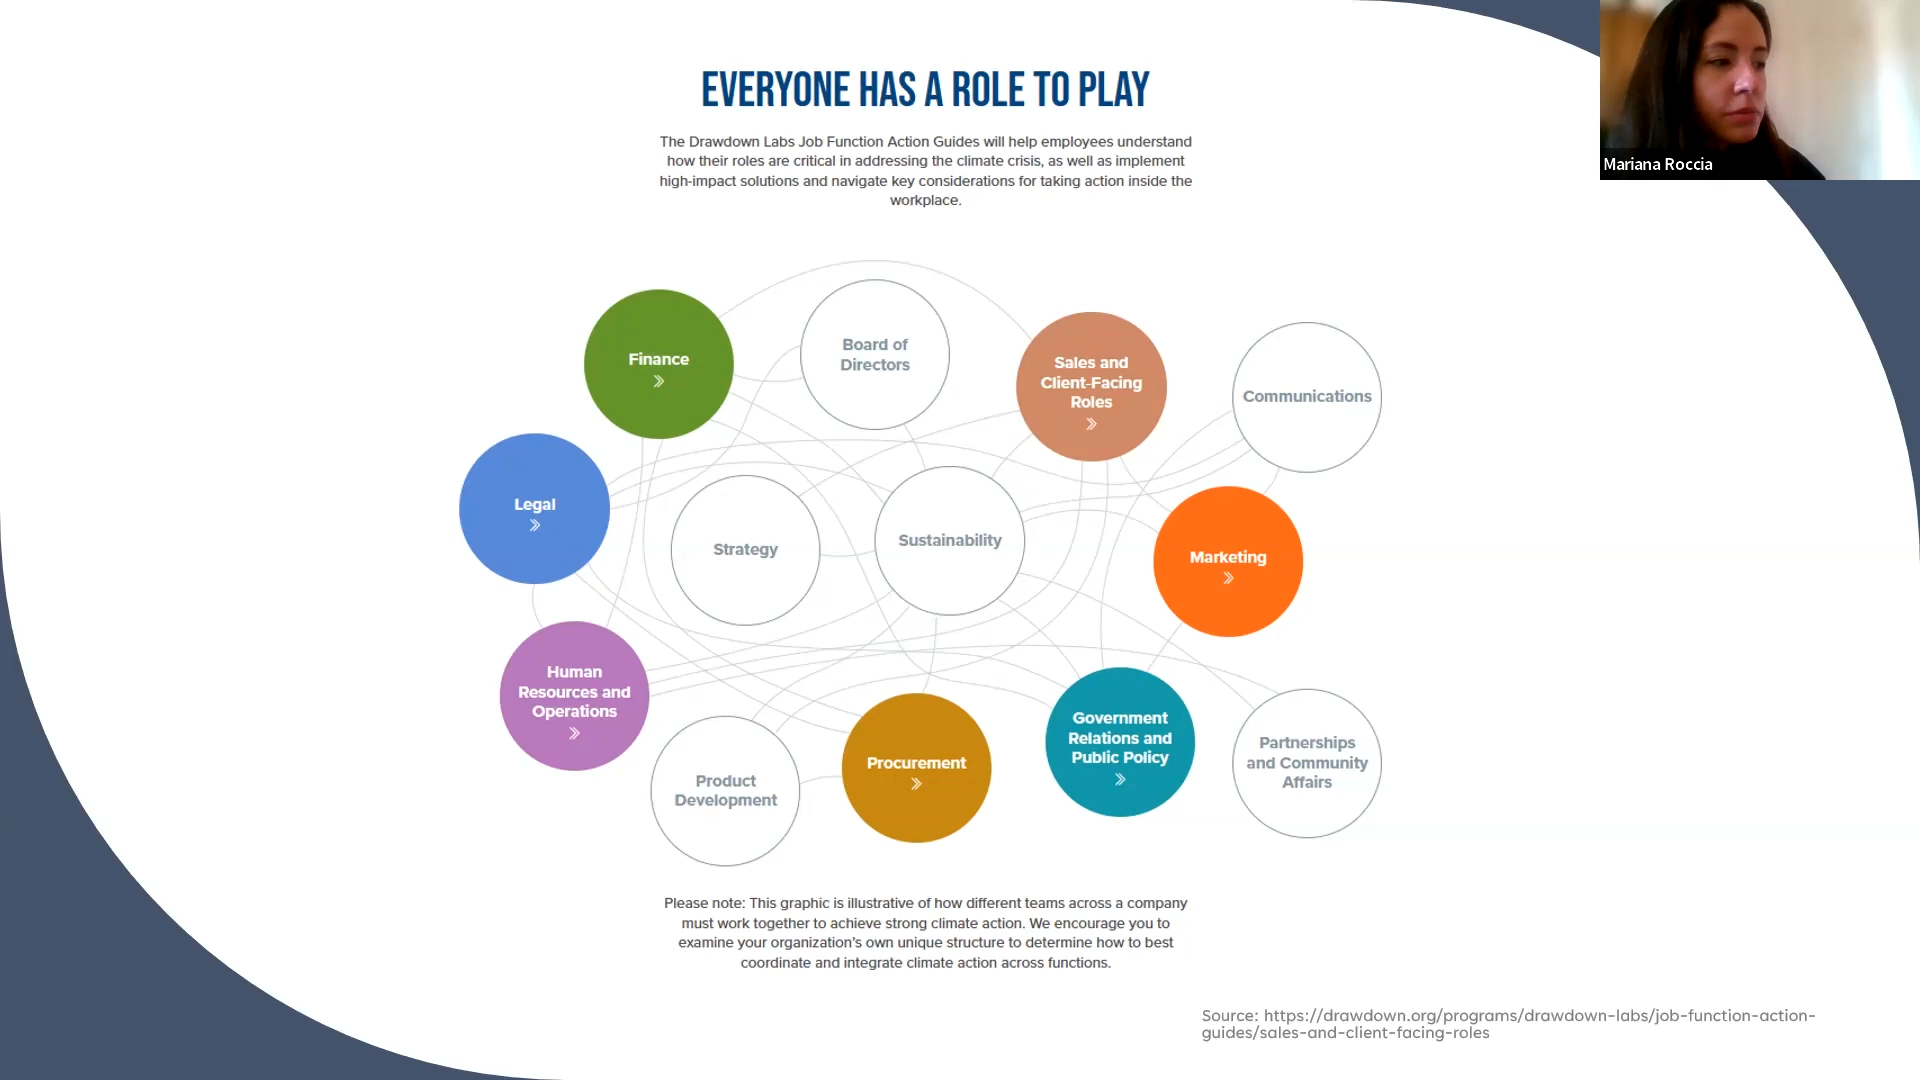 EVERYONE HAS A ROLE TO PLAY
The Drawdown Labs Job Function Action Guides will help employees understand
how their roles are critical in addressing the climate crisis, as well as implement
high-impact solutions and navigate key considerations for taking action inside the
workplace.
Mariana Roccia
Finance
Board of
Directors
Sales and
Client-Facing
Roles
Communications
Legal
Strategy
Sustainability
Marketing
Human
Resources and
Operations
Product
Development
Procurement
Government
Relations and
Public Policy
Partnerships
and Community
Affairs
Please note: This graphic is illustrative of how different teams across a company
must work together to achieve strong climate action. We encourage you to
examine your organization's own unique structure to determine how to best
coordinate and integrate climate action across functions.
Source: https://drawdown.org/programs/drawdown-labs/job-function-action-
guides/sales-and-client-facing-roles